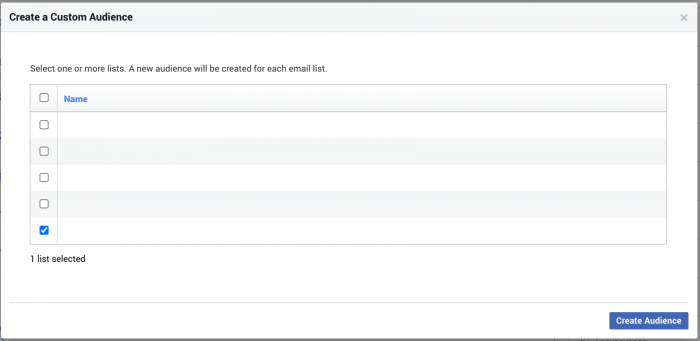 Create a Custom Audience
×
Select one or more lists. A new audience will be created for each email list.
Name
1 list selected
Create Audience